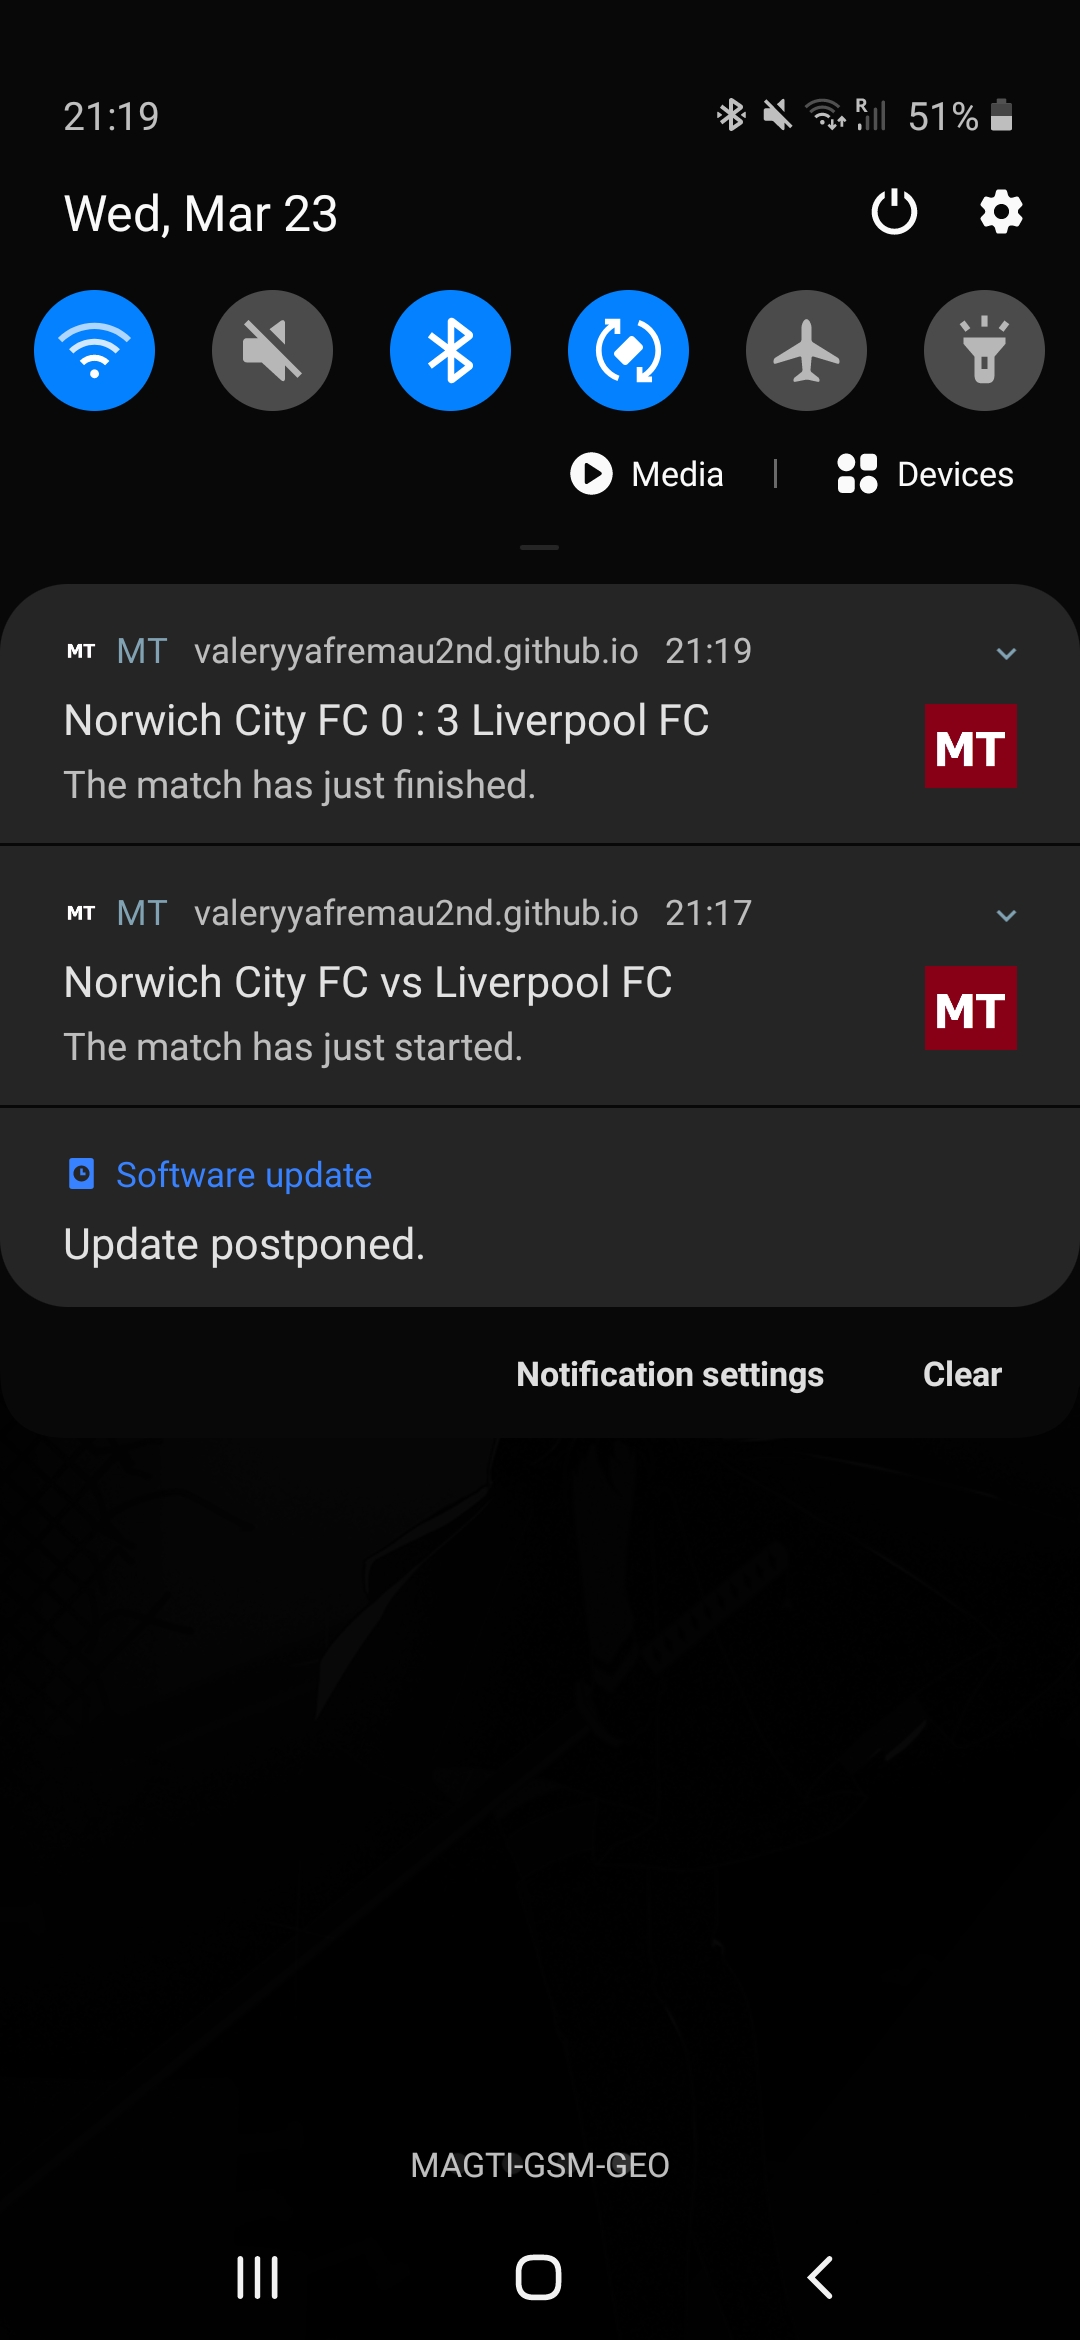 21:19 R 51%
Wed, Mar 23
Media | Devices
MT MT valeryyafremau2nd.github.io 21:19
Norwich City FC 0 : 3 Liverpool FC
MT
The match has just finished.
MT MT valeryyafremau2nd.github.io 21:17
Norwich City FC vs Liverpool FC
MT
The match has just started.
Software update
Update postponed.
Notification settings Clear
MAGTI-GSM-GEO